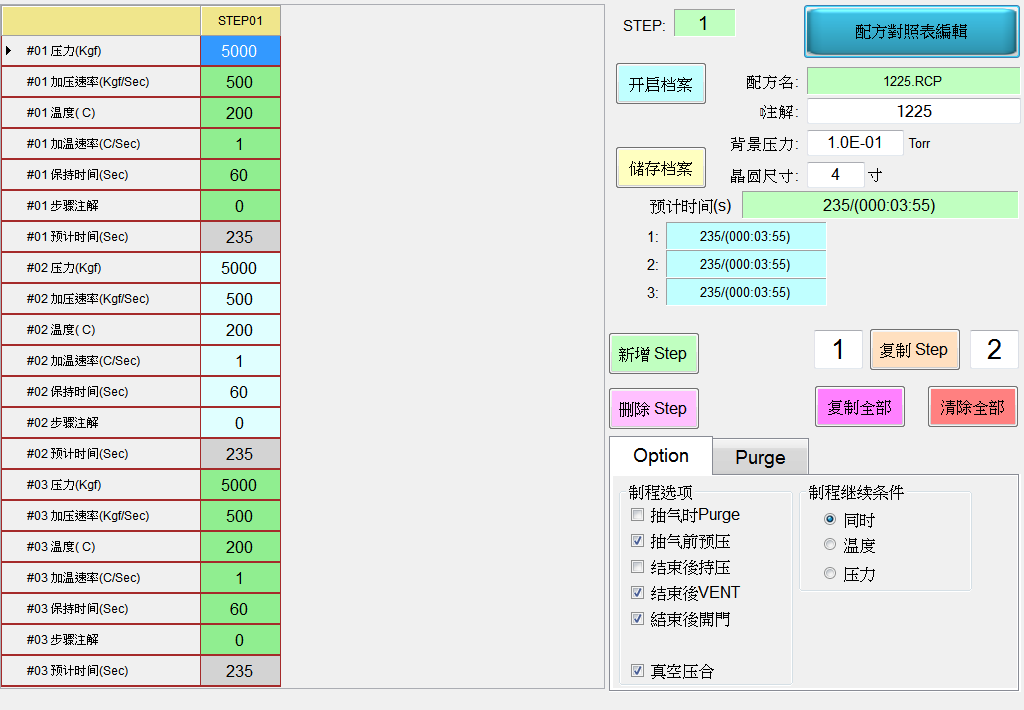 STEP01
#01 压力(Kgf) 5000
#01 加压速率(Kgf/Sec) 500
#01 温度( C) 200
#01 加温速率(C/Sec) 1
#01 保持时间(Sec) 60
#01 步骤注解 0
#01 预计时间(Sec) 235
#02 压力(Kgf) 5000
#02 加压速率(Kgf/Sec) 500
#02 温度( C) 200
#02 加温速率(C/Sec) 1
#02 保持时间(Sec) 60
#02 步骤注解 0
#02 预计时间(Sec) 235
#03 压力(Kgf) 5000
#03 加压速率(Kgf/Sec) 500
#03 温度( C) 200
#03 加温速率(C/Sec) 1
#03 保持时间(Sec) 60
#03 步骤注解 0
#03 预计时间(Sec) 235
STEP: 1
配方對照表編輯
开启档案
配方名: 1225.RCP
注解: 1225
储存档案
背景压力: 1.0E-01 Torr
晶圆尺寸: 4 寸
预计时间(s) 235/(000:03:55)
1: 235/(000:03:55)
2: 235/(000:03:55)
3: 235/(000:03:55)
新增 Step
1 复制 Step 2
删除 Step
复制全部
清除全部
Option Purge
制程选项
抽气时Purge
抽气前预压
结束後持压
结束後VENT
結束後開門
真空压合
制程继续条件
同时
温度
压力